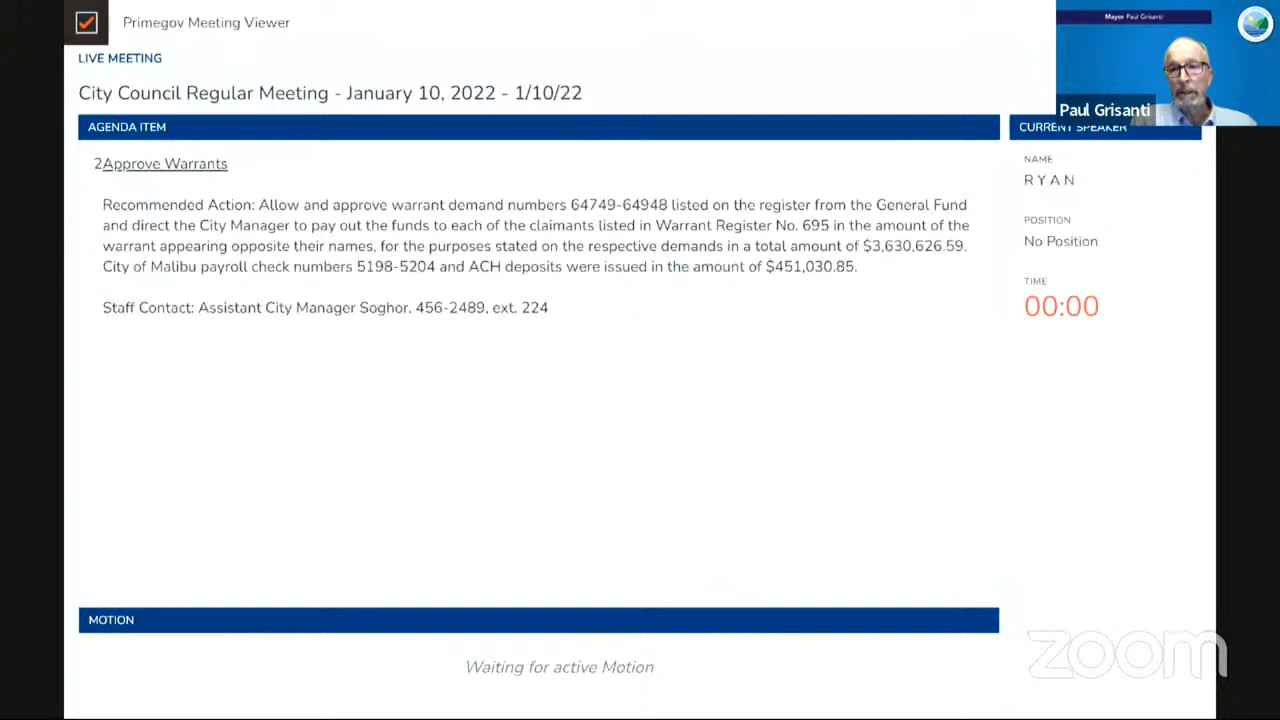 Primegov Meeting Viewer
Mayor Paul Grisanti
LIVE MEETING
City Council Regular Meeting - January 10, 2022 - 1/10/22
Paul Grisanti
AGENDA ITEM
CURRENT SPEAKER
2Approve Warrants
Recommended Action: Allow and approve warrant demand numbers 64749-64948 listed on the register from the General Fund
and direct the City Manager to pay out the funds to each of the claimants listed in Warrant Register No. 695 in the amount of the
warrant appearing opposite their names, for the purposes stated on the respective demands in a total amount of $3,630,626.59.
City of Malibu payroll check numbers 5198-5204 and ACH deposits were issued in the amount of $451,030.85.
Staff Contact: Assistant City Manager Soghor, 456-2489, ext. 224
NAME
R Y A N
POSITION
No Position
TIME
00:00
MOTION
Waiting for active Motion
zoom